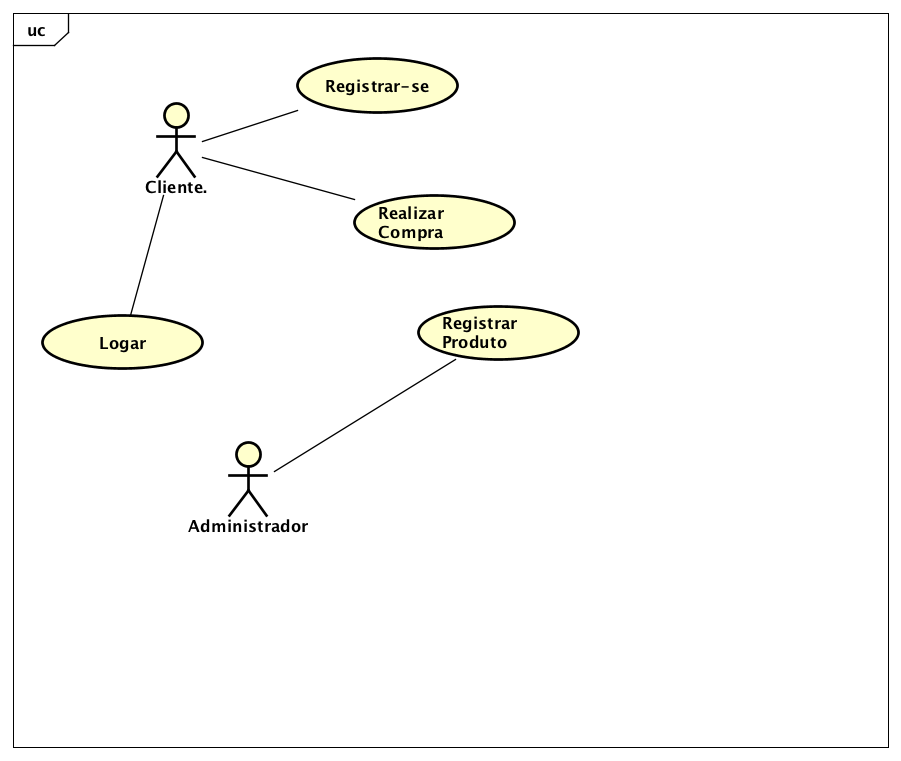 uc
Registrar-se
Cliente.
Realizar
Compra
Registrar
Produto
Logar
Administrador